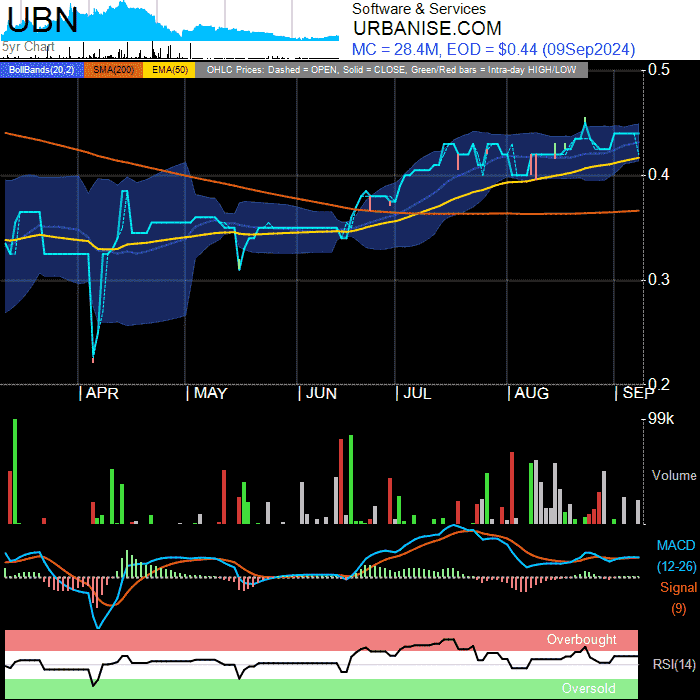 UBN
Software & Services
URBANISE.COM
5yr Chart
MC = 28.4M, EOD = $0.44 (09Sep2024)
BollBands(20,2) SMA(200) EMA(50) OHLC Prices: Dashed = OPEN, Solid = CLOSE, Green/Red bars = Intra-day HIGH/LOW
0.5
0.4
0.3
0.2
APR MAY JUN JUL AUG SEP
99k
Volume
MACD
(12-26)
Signal
(9)
Overbought
RSI(14)
Oversold